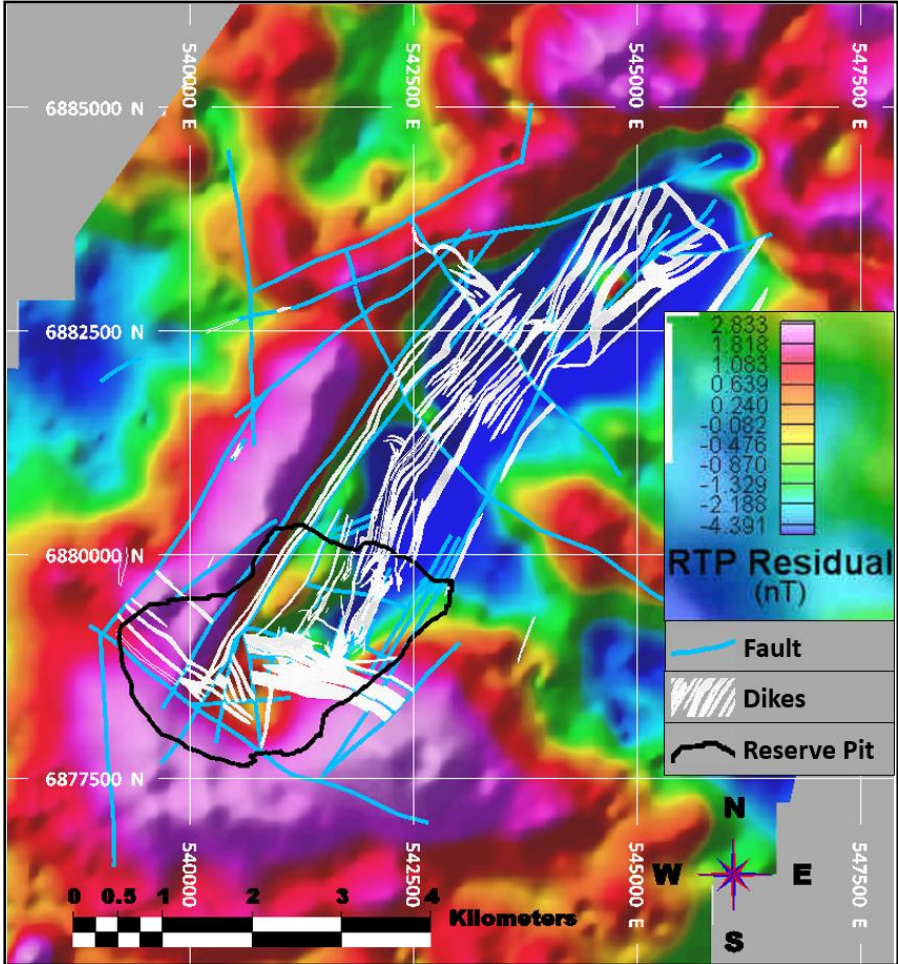 540000 E
542500 E
545000 E
547500 E
6885000 N
6882500 N
6880000 N
6877500 N
2.833
1.818
1.083
0.639
0.240
-0.082
-0.476
-0.870
-1.329
-2.188
-4.391
RTP Residual
(nT)
Fault
Dikes
Reserve Pit
N
W E
S
540000 E
542500 E
545000 E
547500 E
0 0.5 1 2 3 4
Kilometers